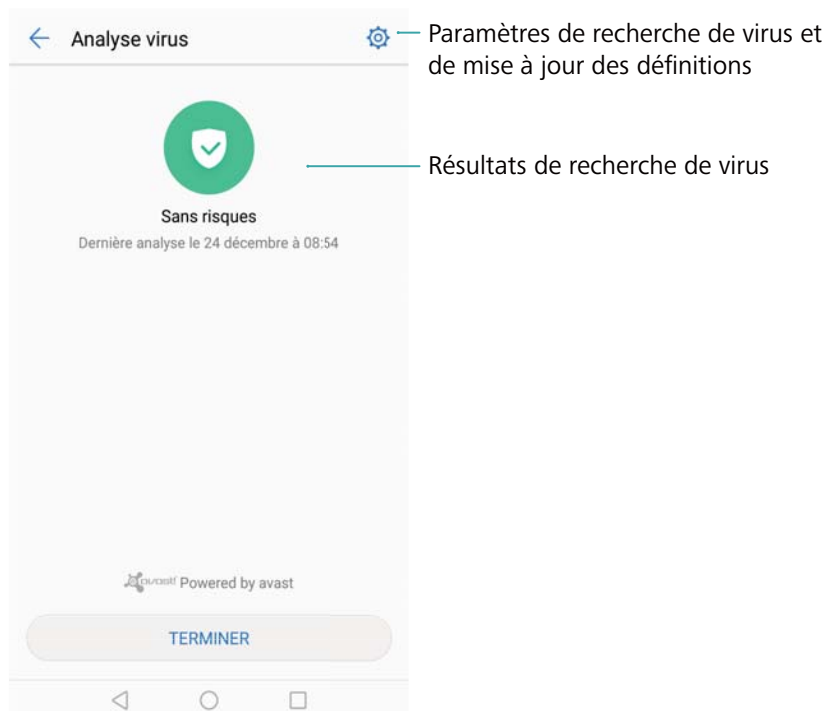 Analyse virus
Paramètres de recherche de virus et
de mise à jour des définitions
Résultats de recherche de virus
Sans risques
Dernière analyse le 24 décembre à 08:54
avast! Powered by avast
TERMINER